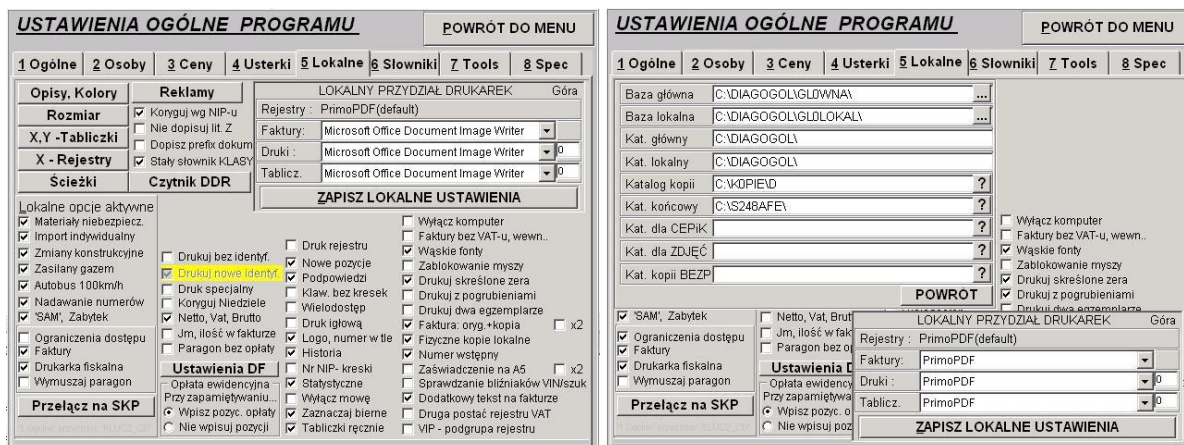 USTAWIENIA OGÓLNE PROGRAMU
POWRÓT DO MENU
1 Ogólne 2 Osoby 3 Ceny 4 Usterki 5 Lokalne 6 Słowniki 7 Tools 8 Spec
Opisy, Kolory
Rozmiar
X,Y -Tabliczki
X - Rejestry
Ścieżki
Reklamy
Koryguj wg NIP-u
Nie dopisuj lit. Z
Dopisz prefix dokum
Stały słownik KLASY
Czytnik DDR
LOKALNY PRZYDZIAŁ DRUKAREK Góra
Rejestry : PrimoPDF(default)
Faktury: Microsoft Office Document Image Writer
Druki : Microsoft Office Document Image Writer 0
Tablicz. Microsoft Office Document Image Writer 0
ZAPISZ LOKALNE USTAWIENIA
Lokalne opcje aktywne
Materiały niebezpiecz.
Import indywidualny
Zmiany konstrukcyjne
Zasilany gazem
Autobus 100km/h
Nadawanie numerów
'SAM', Zabytek
Ograniczenia dostępu
Faktury
Drukarka fiskalna
Wymuszaj paragon
Przełącz na SKP
Drukuj bez identyf.
Drukuj nowe identyf.
Druk specjalny
Koryguj Niedziele
Netto, Vat, Brutto
Jm, ilość w fakturze
Paragon bez opłaty
Ustawienia DF
Opłata ewidencyjna
Przy zapamiętywaniu...
Wpisz pozyc. opłaty
Nie wpisuj pozycji
Druk rejestru
Nowe pozycje
Podpowiedzi
Klaw. bez kresek
Wielodostęp
Druk igłową
Logo, numer w tle
Historia
Nr NIP- kreski
Statystyczne
Wyłącz mowę
Zaznaczaj bierne
Tabliczki ręcznie
Wyłącz komputer
Faktury bez VAT-u, wewn..
Wąskie fonty
Zablokowanie myszy
Drukuj skreślone zera
Drukuj z pogrubieniami
Drukuj dwa egzemplarze
Faktura: oryg.+kopia x2
Fizyczne kopie lokalne
Numer wstępny
Zaświadczenie na A5 x2
Sprawdzanie bliźniaków VIN/szuk
Dodatkowy tekst na fakturze
Druga postać rejestru VAT
VIP - podgrupa rejestru
USTAWIENIA OGÓLNE PROGRAMU
POWRÓT DO MENU
1 Ogólne 2 Osoby 3 Ceny 4 Usterki 5 Lokalne 6 Słowniki 7 Tools 8 Spec
Baza główna C:\DIAGOGOL\GL0WNA\ ...
Baza lokalna C:\DIAGOGOL\GL0LOKAL\ ...
Kat. główny C:\DIAGOGOL\
Kat. lokalny C:\DIAGOGOL\
Katalog kopii C:\K0PIE\D ?
Kat. końcowy C:\S248AFE\ ?
Kat. dla CEPiK ?
Kat. dla ZDJĘĆ ?
Kat. kopii BEZP ?
POWRÓT
Wyłącz komputer
Faktury bez VAT-u, wewn..
Wąskie fonty
Zablokowanie myszy
Drukuj skreślone zera
Drukuj z pogrubieniami
'SAM', Zabytek
Ograniczenia dostępu
Faktury
Drukarka fiskalna
Wymuszaj paragon
Przełącz na SKP
Netto, Vat, Brut
Jm, ilość w fak
Paragon bez o
Ustawienia D
Opłata ewidency
Przy zapamiętywa
Wpisz pozyc. o
Nie wpisuj poz
LOKALNY PRZYDZIAŁ DRUKAREK Góra
Rejestry : PrimoPDF(default)
Faktury: PrimoPDF
Druki : PrimoPDF 0
Tablicz. PrimoPDF 0
ZAPISZ LOKALNE USTAWIENIA